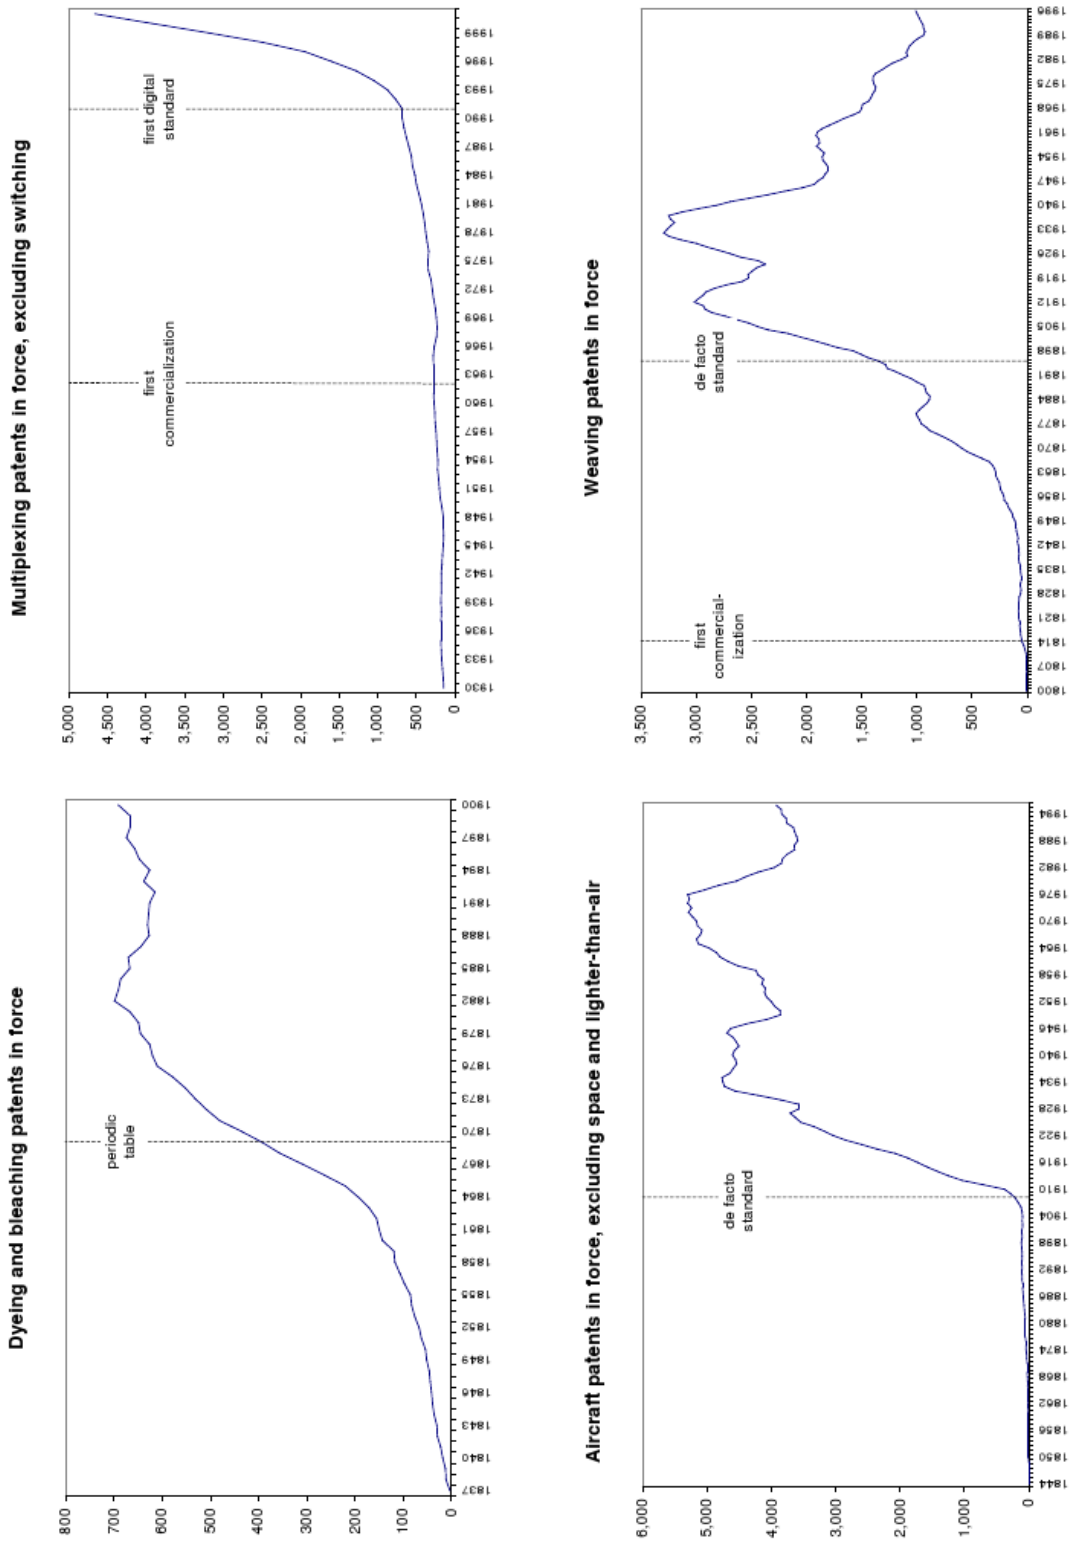 Dyeing and bleaching patents in force
800
700
600
500
400
300
200
100
0
periodic
table
1837 1840 1843 1846 1849 1852 1855 1858 1861 1864 1867 1870 1873 1876 1879 1882 1885 1888 1891 1894 1897 1900
Multiplexing patents in force, excluding switching
5,000
4,500
4,000
3,500
3,000
2,500
2,000
1,500
1,000
500
0
first
commercialization
first digital
standard
1930 1933 1936 1939 1942 1945 1948 1951 1954 1957 1960 1963 1966 1969 1972 1975 1978 1981 1984 1987 1990 1993 1996 1999
Aircraft patents in force, excluding space and lighter-than-air
6,000
5,000
4,000
3,000
2,000
1,000
0
de facto
standard
1844 1850 1856 1862 1868 1874 1880 1886 1892 1898 1904 1910 1916 1922 1928 1934 1940 1946 1952 1958 1964 1970 1976 1982 1988 1994
Weaving patents in force
3,500
3,000
2,500
2,000
1,500
1,000
500
0
first
commercial-
ization
de facto
standard
1800 1807 1814 1821 1828 1835 1842 1849 1856 1863 1870 1877 1884 1891 1898 1905 1912 1919 1926 1933 1940 1947 1954 1961 1968 1975 1982 1989 1996